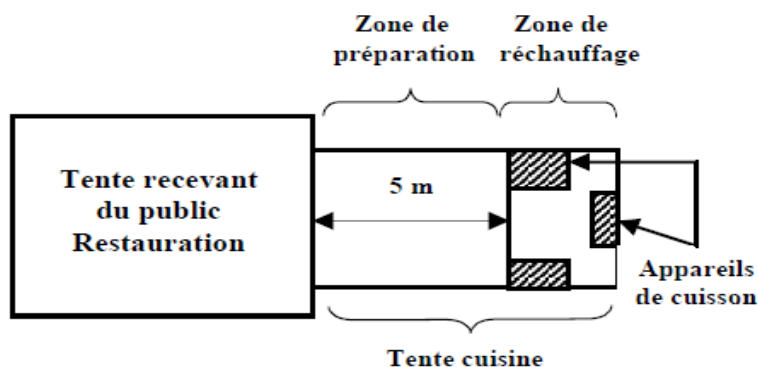 Zone de
préparation
Zone de
réchauffage
Tente recevant
du public
Restauration
5 m
Appareils
de cuisson
Tente cuisine